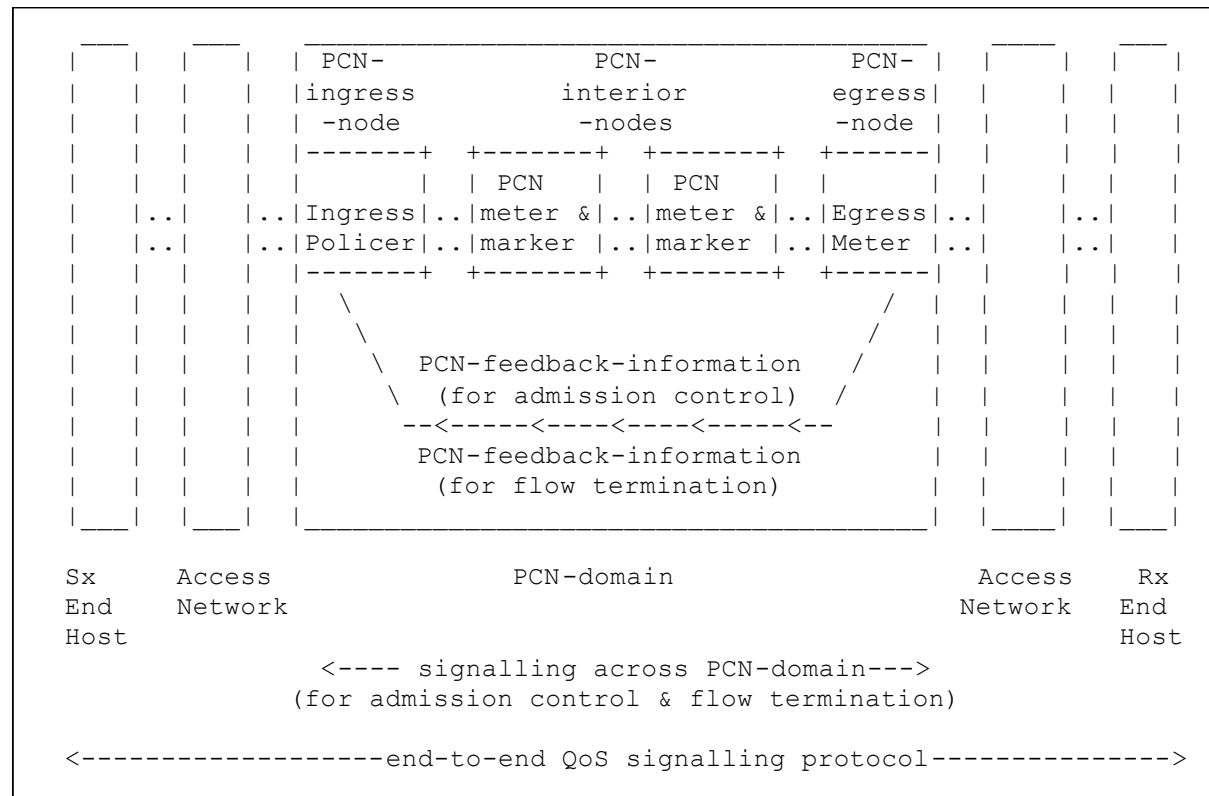 PCN- PCN- PCN-
ingress interior egress
-node -nodes -node
PCN PCN
Ingress meter & meter & Egress
Policer marker marker Meter
PCN-feedback-information
(for admission control)
PCN-feedback-information
(for flow termination)
Sx Access PCN-domain Access Rx
End Network Network End
Host Host
<---- signalling across PCN-domain--->
(for admission control & flow termination)
<-------------------end-to-end QoS signalling protocol--------------->